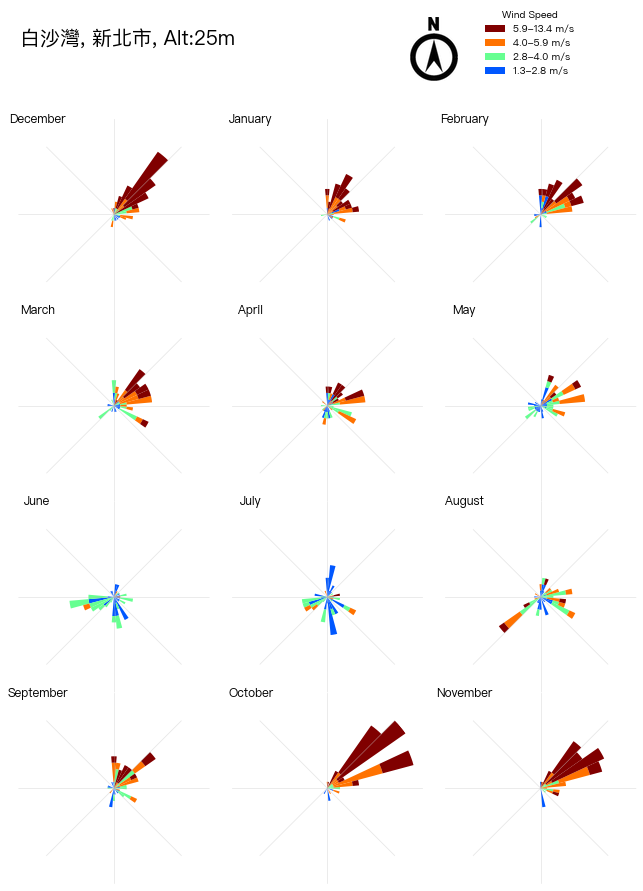 白沙灣, 新北市, Alt:25m
N
Wind Speed
5.9–13.4 m/s
4.0–5.9 m/s
2.8–4.0 m/s
1.3–2.8 m/s
December
January
February
March
April
May
June
July
August
September
October
November